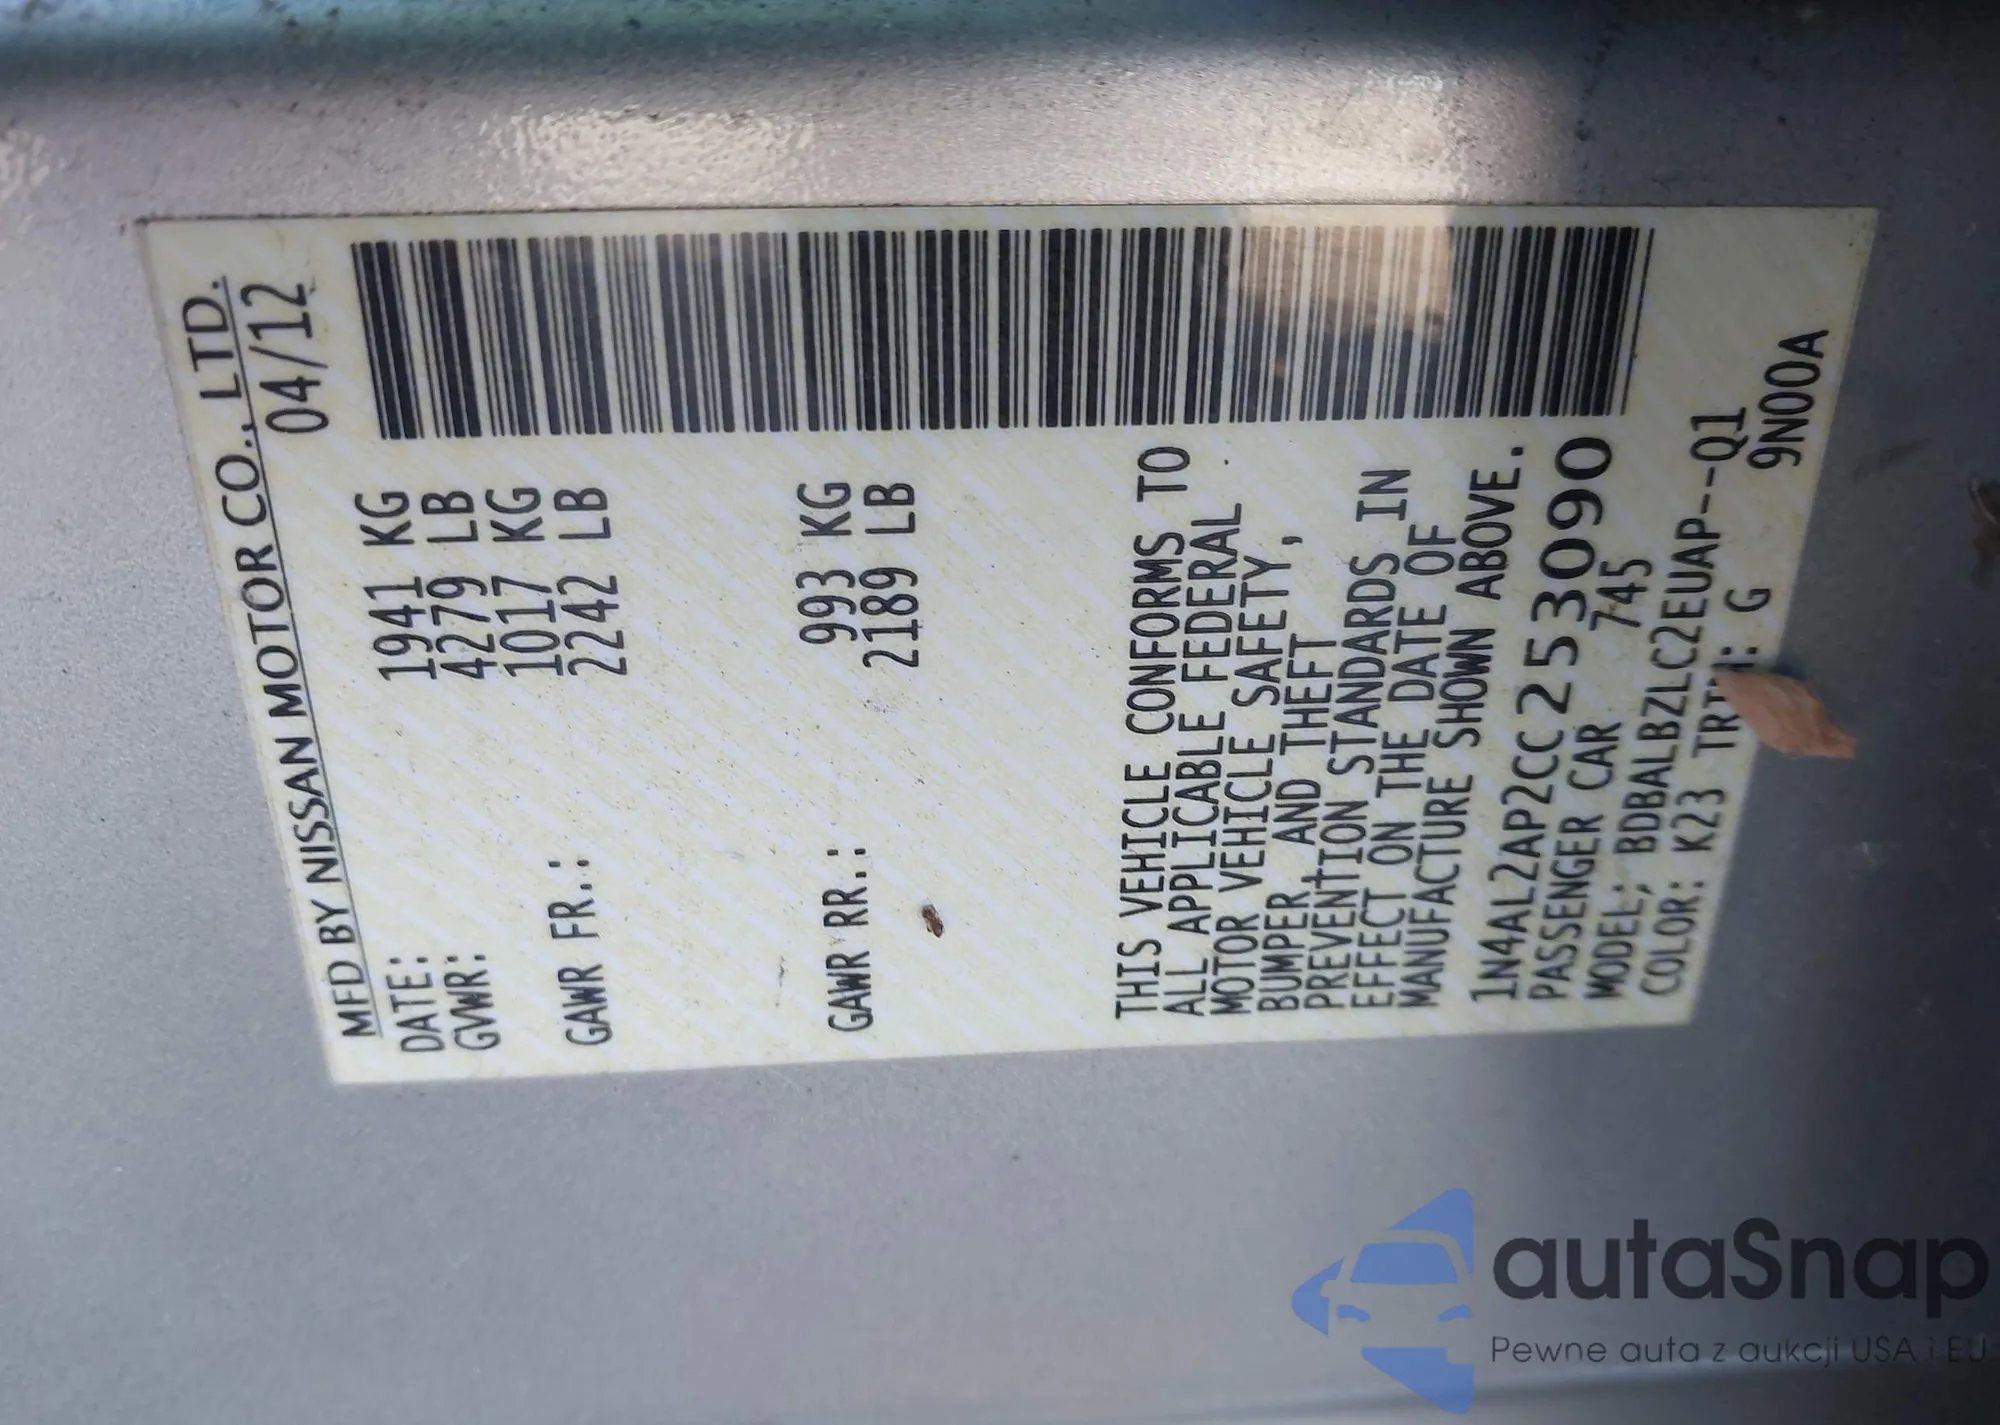 MFD BY NISSAN MOTOR CO., LTD.
DATE: 04/12
GVWR: 1941 KG
4279 LB
GAWR FR.: 1017 KG
2242 LB
GAWR RR.: 993 KG
2189 LB
THIS VEHICLE CONFORMS TO
ALL APPLICABLE FEDERAL
MOTOR VEHICLE SAFETY,
BUMPER, AND THEFT
PREVENTION STANDARDS IN
EFFECT ON THE DATE OF
MANUFACTURE SHOWN ABOVE.
1N4AL2AP2CC253090
PASSENGER CAR 745
MODEL: BDBALBZLC2EUAP--Q1
COLOR: K23 TRIM: G 9N00A
autaSnap
Pewne auta z aukcji USA i EU